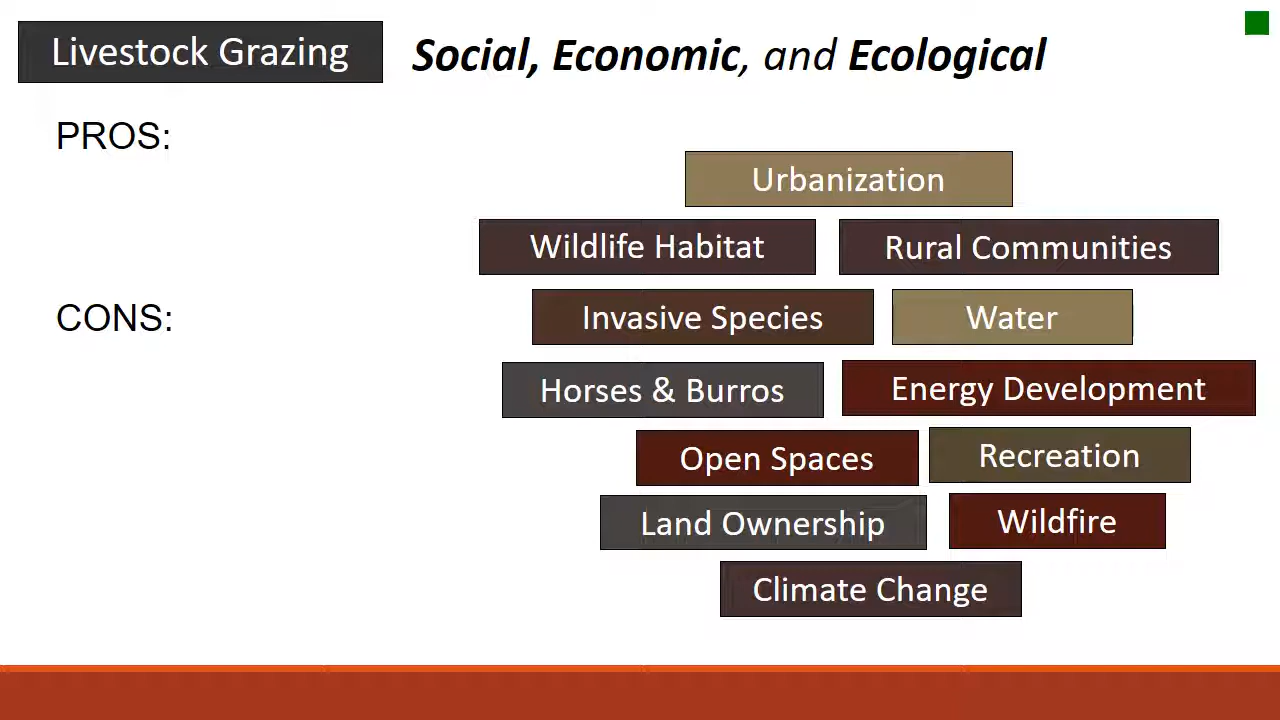 Livestock Grazing
Social, Economic, and Ecological
PROS:
Urbanization
Wildlife Habitat
Rural Communities
CONS:
Invasive Species
Water
Horses & Burros
Energy Development
Open Spaces
Recreation
Land Ownership
Wildfire
Climate Change